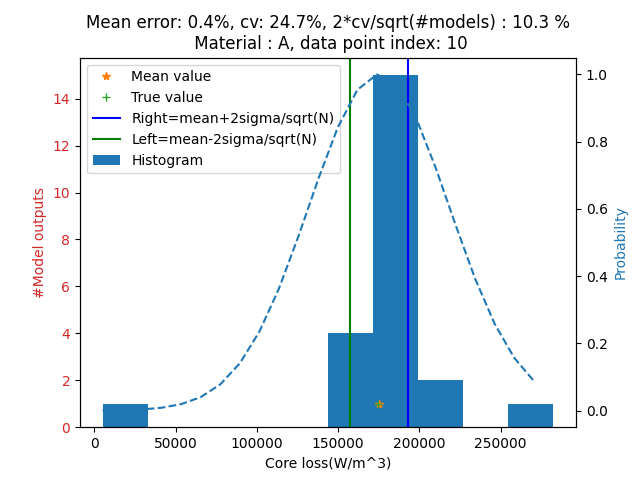 Mean error: 0.4%, cv: 24.7%, 2*cv/sqrt(#models) : 10.3 %
Material : A, data point index: 10
Mean value
True value
Right=mean+2sigma/sqrt(N)
Left=mean-2sigma/sqrt(N)
Histogram
#Model outputs
14
12
10
8
6
4
2
0
1.0
0.8
0.6
0.4
0.2
0.0
Probability
0 50000 100000 150000 200000 250000
Core loss(W/m^3)